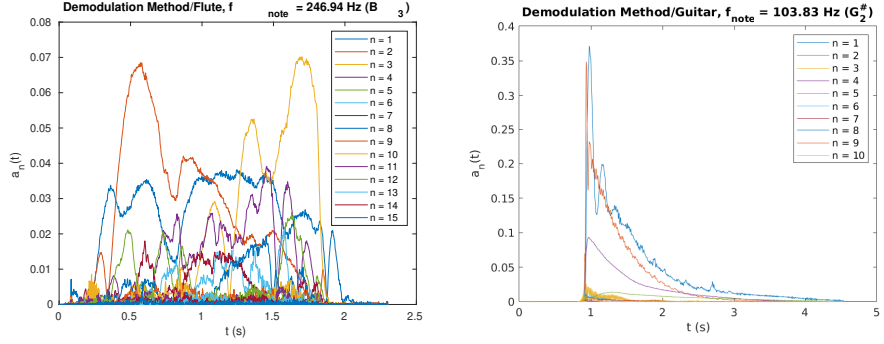 Demodulation Method/Flute, f note = 246.94 Hz (B 3 )
0.08
0.07
0.06
0.05
0.04
0.03
0.02
0.01
0
a_n(t)
n = 1
n = 2
n = 3
n = 4
n = 5
n = 6
n = 7
n = 8
n = 9
n = 10
n = 11
n = 12
n = 13
n = 14
n = 15
0 0.5 1 1.5 2 2.5
t (s)
Demodulation Method/Guitar, f_note = 103.83 Hz (G_2^#)
0.4
0.35
0.3
0.25
0.2
0.15
0.1
0.05
0
a_n(t)
n = 1
n = 2
n = 3
n = 4
n = 5
n = 6
n = 7
n = 8
n = 9
n = 10
0 1 2 3 4 5
t (s)